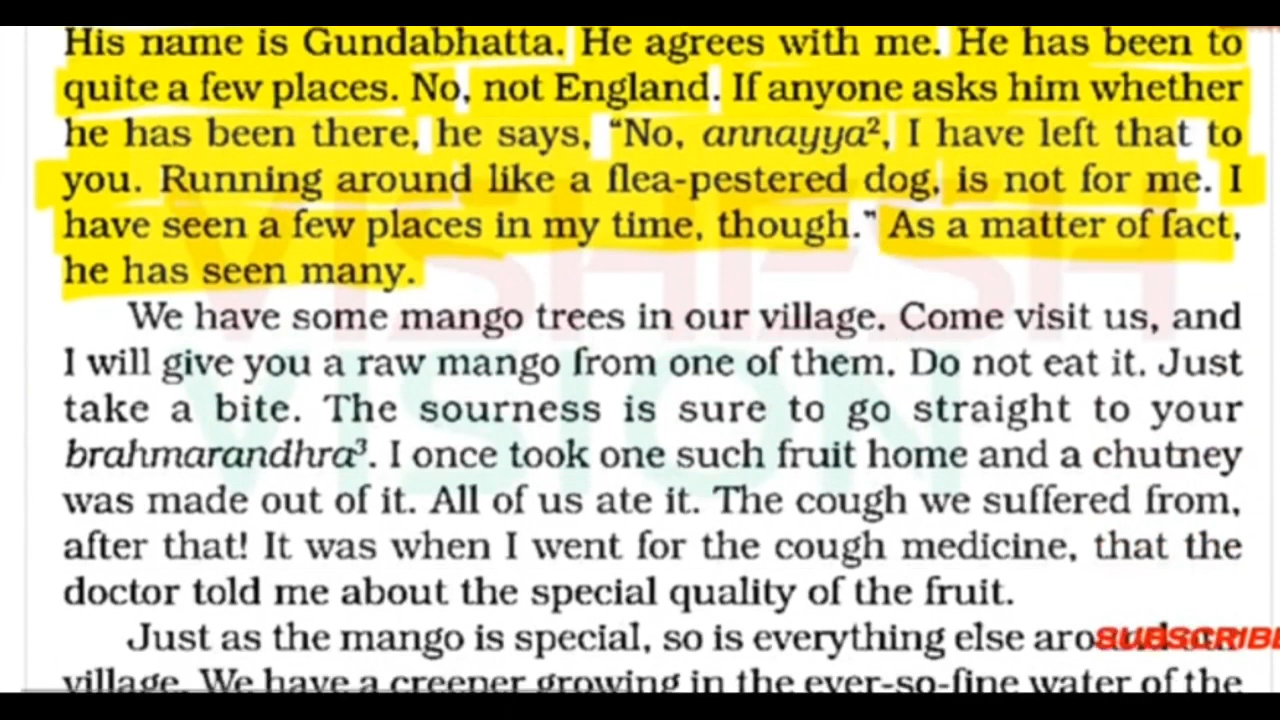 His name is Gundabhatta. He agrees with me. He has been to
quite a few places. No, not England. If anyone asks him whether
he has been there, he says, “No, annayya², I have left that to
you. Running around like a flea-pestered dog, is not for me. I
have seen a few places in my time, though.” As a matter of fact,
he has seen many.
We have some mango trees in our village. Come visit us, and
I will give you a raw mango from one of them. Do not eat it. Just
take a bite. The sourness is sure to go straight to your
brahmarandhra³. I once took one such fruit home and a chutney
was made out of it. All of us ate it. The cough we suffered from,
after that! It was when I went for the cough medicine, that the
doctor told me about the special quality of the fruit.
Just as the mango is special, so is everything else SUBSCRIBE
village. We have a creeper growing in the ever-so-fine water of the
VISHESH
VISION